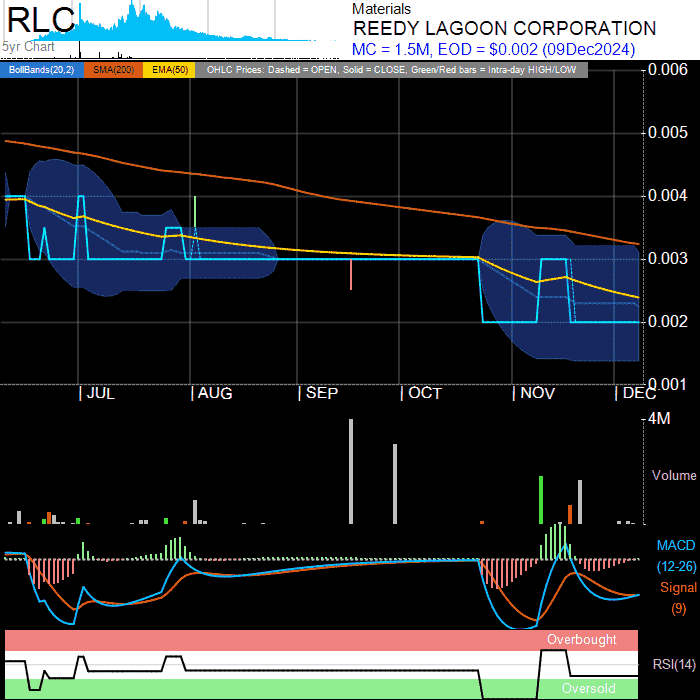 RLC
5yr Chart
Materials
REEDY LAGOON CORPORATION
MC = 1.5M, EOD = $0.002 (09Dec2024)
BollBands(20,2) SMA(200) EMA(50) OHLC Prices: Dashed = OPEN, Solid = CLOSE, Green/Red bars = Intra-day HIGH/LOW
0.006
0.005
0.004
0.003
0.002
0.001
JUL AUG SEP OCT NOV DEC
4M
Volume
MACD
(12-26)
Signal
(9)
Overbought
RSI(14)
Oversold